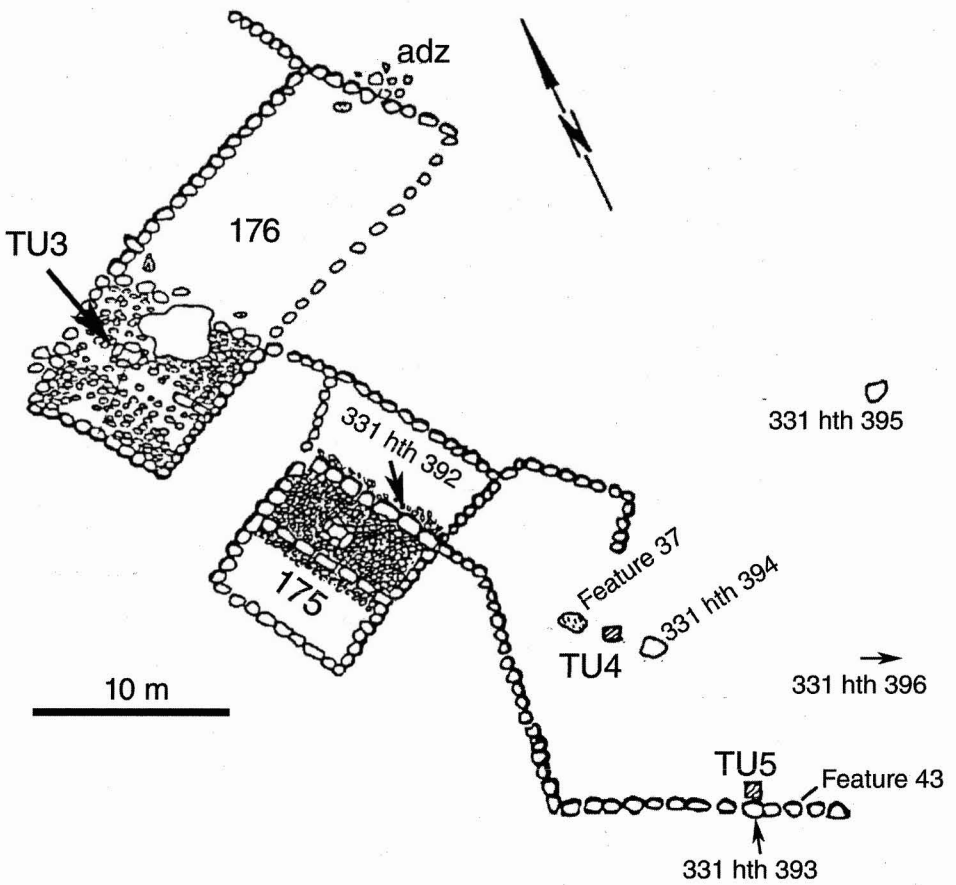 adz
176
TU3
331 hth 395
331 hth 392
Feature 37
175
331 hth 394
TU4
10 m
331 hth 396
TU5
Feature 43
331 hth 393